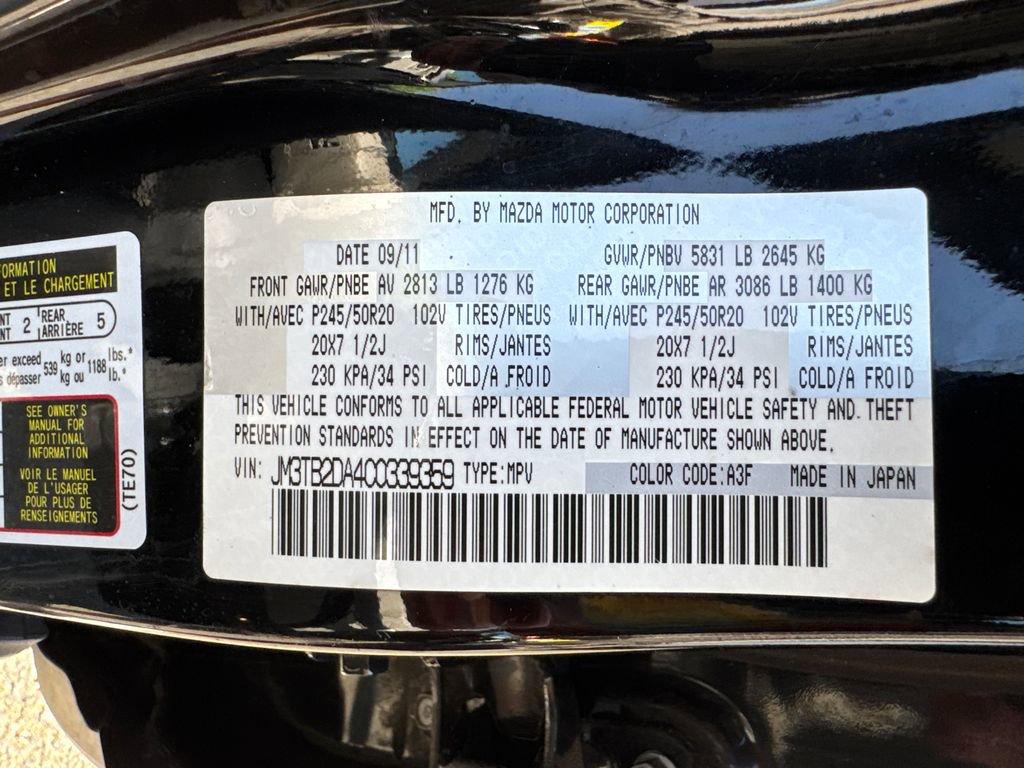 MFD. BY MAZDA MOTOR CORPORATION
DATE 09/11 GVWR/PNBV 5831 LB 2645 KG
FRONT GAWR/PNBE AV 2813 LB 1276 KG REAR GAWR/PNBE AR 3086 LB 1400 KG
WITH/AVEC P245/50R20 102V TIRES/PNEUS WITH/AVEC P245/50R20 102V TIRES/PNEUS
20X7 1/2J RIMS/JANTES 20X7 1/2J RIMS/JANTES
230 KPA/34 PSI COLD/A FROID 230 KPA/34 PSI COLD/A FROID
THIS VEHICLE CONFORMS TO ALL APPLICABLE FEDERAL MOTOR VEHICLE SAFETY AND THEFT
PREVENTION STANDARDS IN EFFECT ON THE DATE OF MANUFACTURE SHOWN ABOVE.
VIN: JM3TB2DA4C0339359 TYPE:MPV COLOR CODE:A3F MADE IN JAPAN
ORMATION
ET LE CHARGEMENT
NT 2 REAR 5
NT ARRIÈRE
er exceed 539 kg or 1188 lbs.*
s dépasser kg ou lb.*
SEE OWNER'S
MANUAL FOR
ADDITIONAL
INFORMATION
VOIR LE MANUEL
DE L'USAGER
POUR PLUS DE
RENSEIGNEMENTS
(TE70)